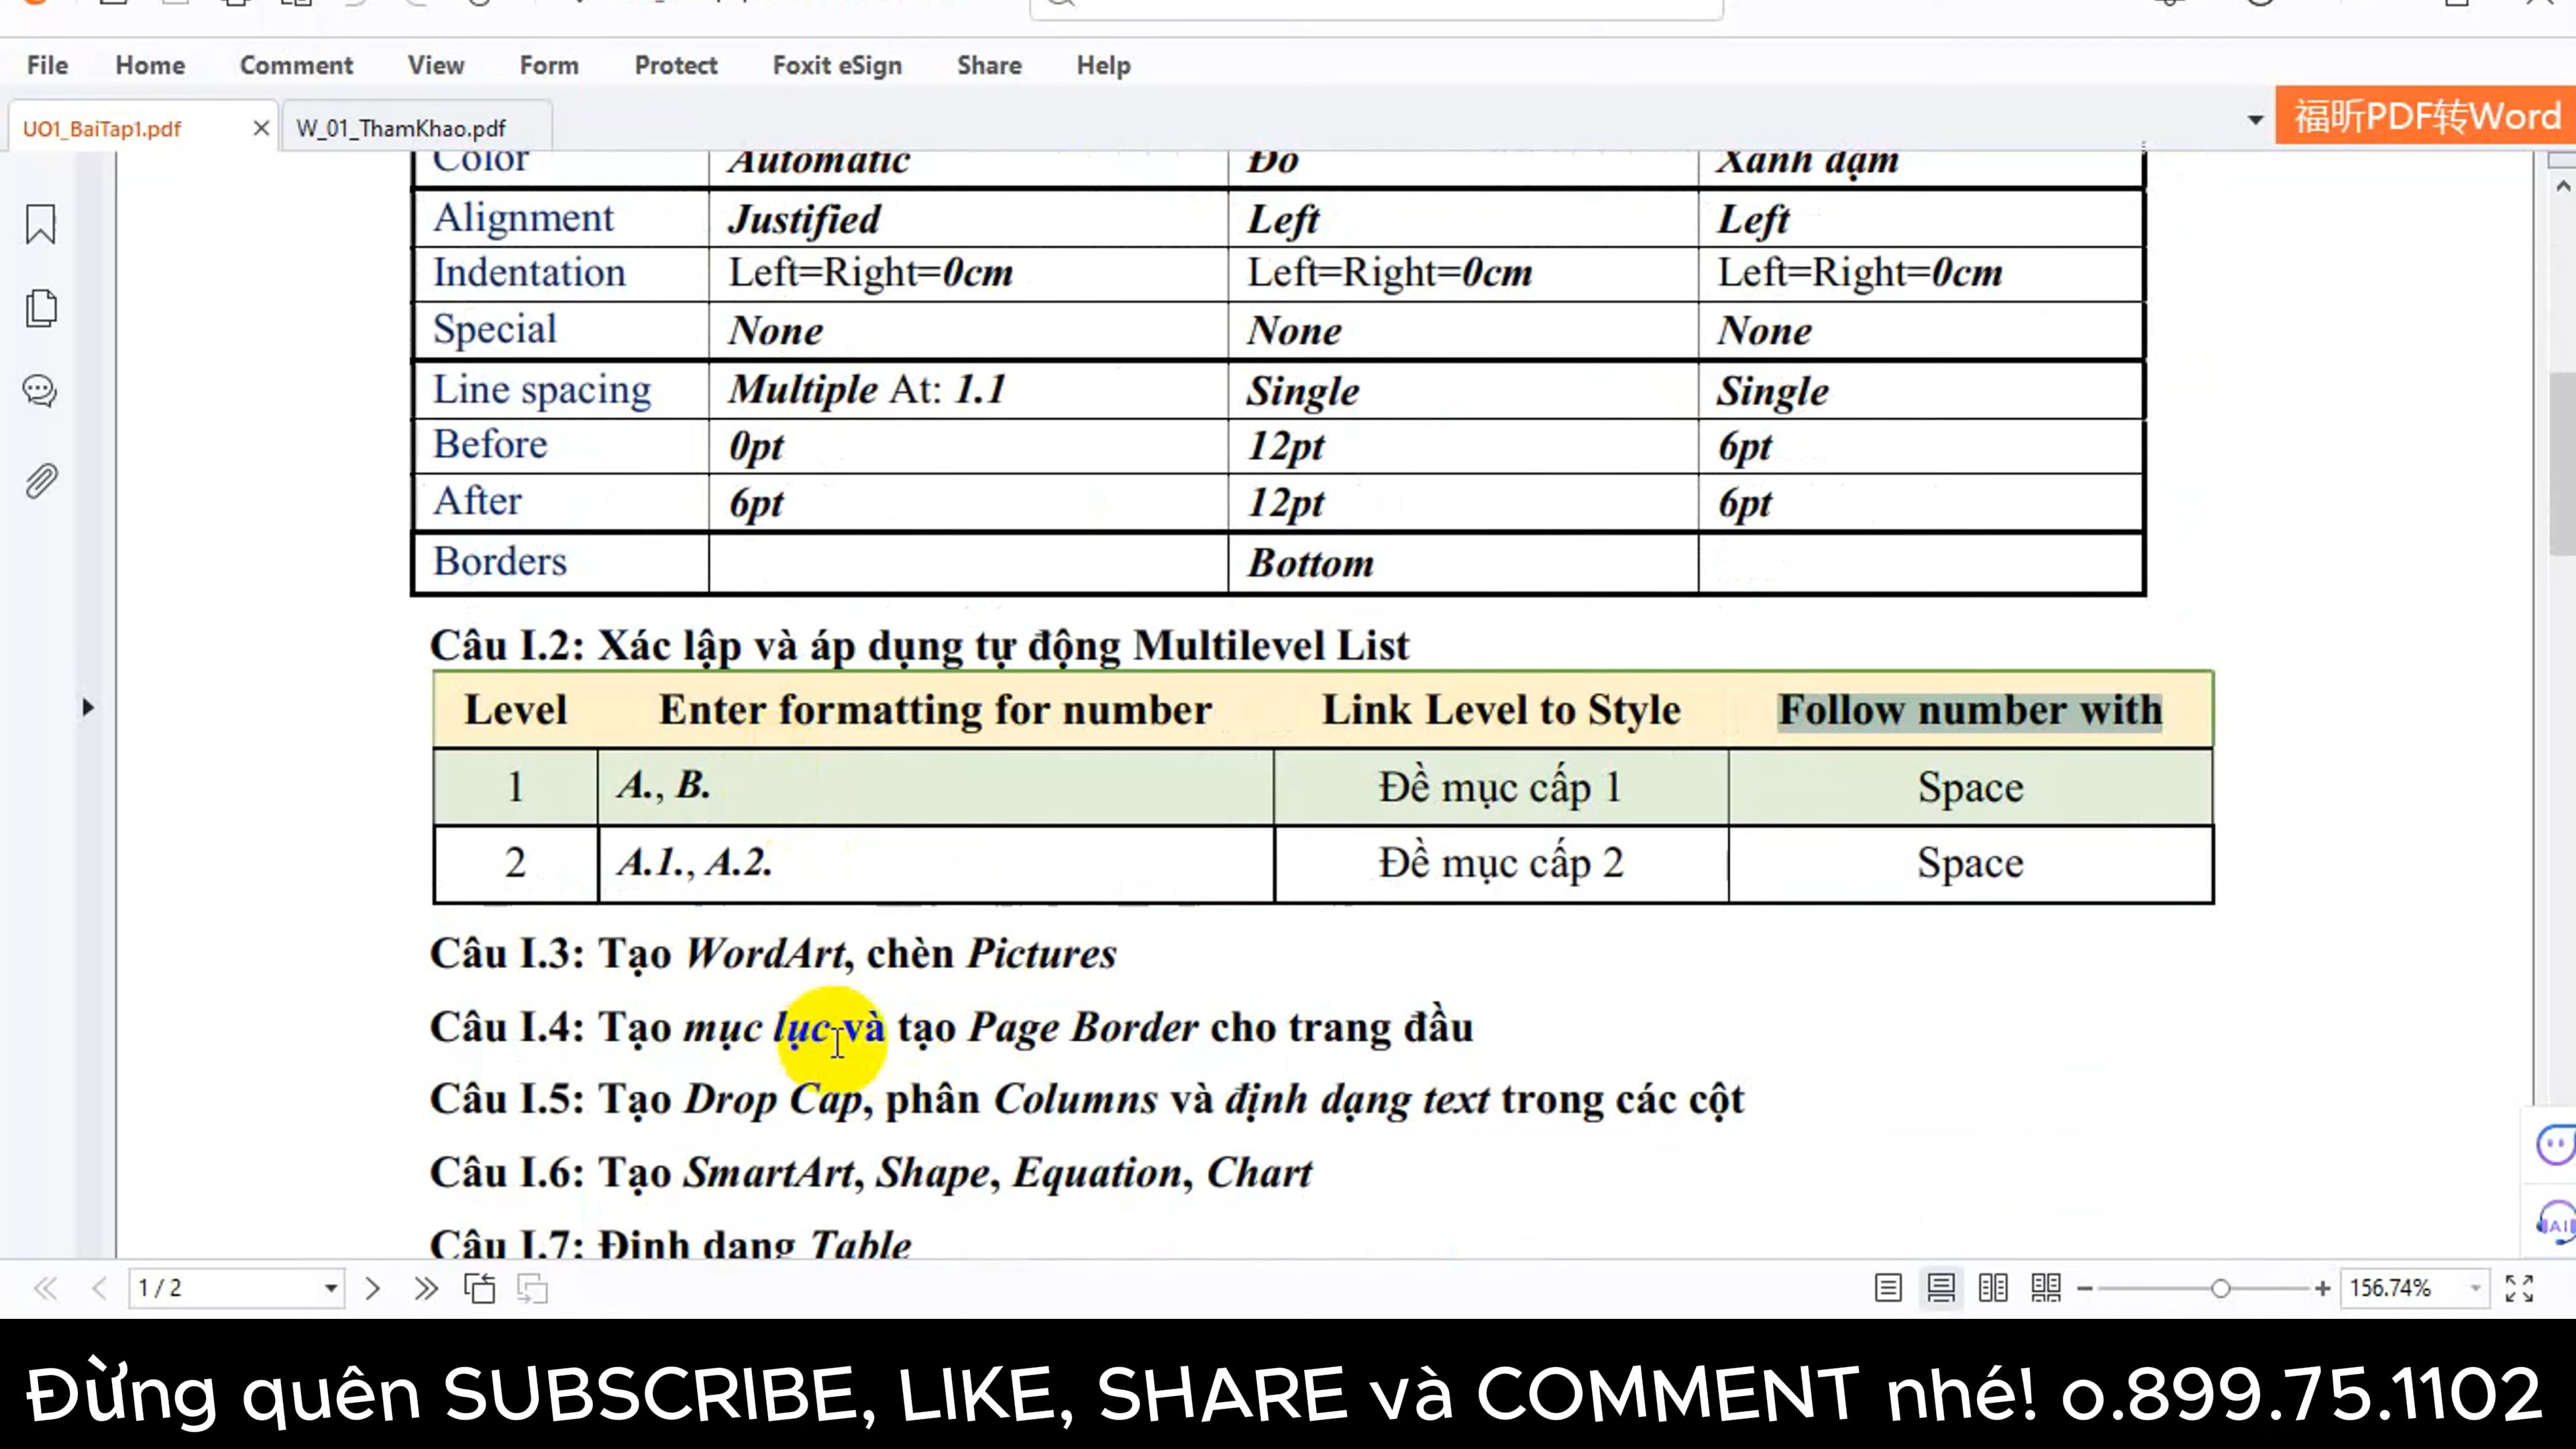 File Home Comment View Form Protect Foxit eSign Share Help
UO1_BaiTap1.pdf W_01_ThamKhao.pdf 福昕PDF转Word
Color Automatic Đỏ Xanh đậm
Alignment Justified Left Left
Indentation Left=Right=0cm Left=Right=0cm Left=Right=0cm
Special None None None
Line spacing Multiple At: 1.1 Single Single
Before 0pt 12pt 6pt
After 6pt 12pt 6pt
Borders Bottom
Câu I.2: Xác lập và áp dụng tự động Multilevel List
Level Enter formatting for number Link Level to Style Follow number with
1 A., B. Đề mục cấp 1 Space
2 A.1., A.2. Đề mục cấp 2 Space
Câu I.3: Tạo WordArt, chèn Pictures
Câu I.4: Tạo mục lục và tạo Page Border cho trang đầu
Câu I.5: Tạo Drop Cap, phân Columns và định dạng text trong các cột
Câu I.6: Tạo SmartArt, Shape, Equation, Chart
Câu I.7: Định dạng Table
AI
1 / 2 156.74%
Đừng quên SUBSCRIBE, LIKE, SHARE và COMMENT nhé! 0.899.75.1102